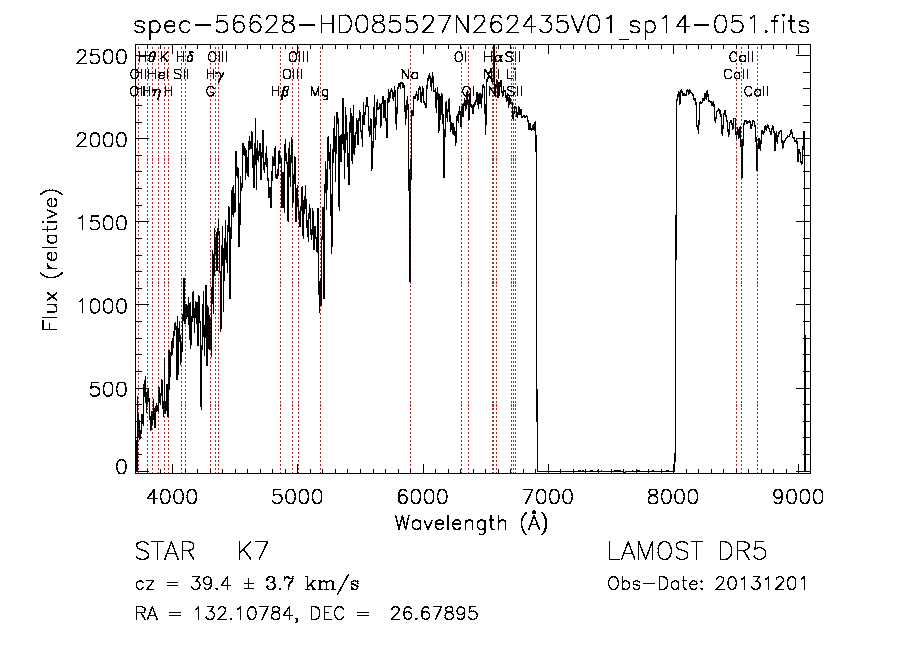 spec-56628-HD085527N262435V01_sp14-051.fits
Hθ K Hδ OIII OIII OI Hα SII CaII
OII HeI SII Hγ OIII Na NII Li CaII
OII Hη H G Hβ Mg OI NII SII CaII
2500
2000
1500
1000
500
0
Flux (relative)
4000 5000 6000 7000 8000 9000
Wavelength (Å)
STAR K7 LAMOST DR5
cz = 39.4 ± 3.7 km/s Obs-Date: 20131201
RA = 132.10784, DEC = 26.67895